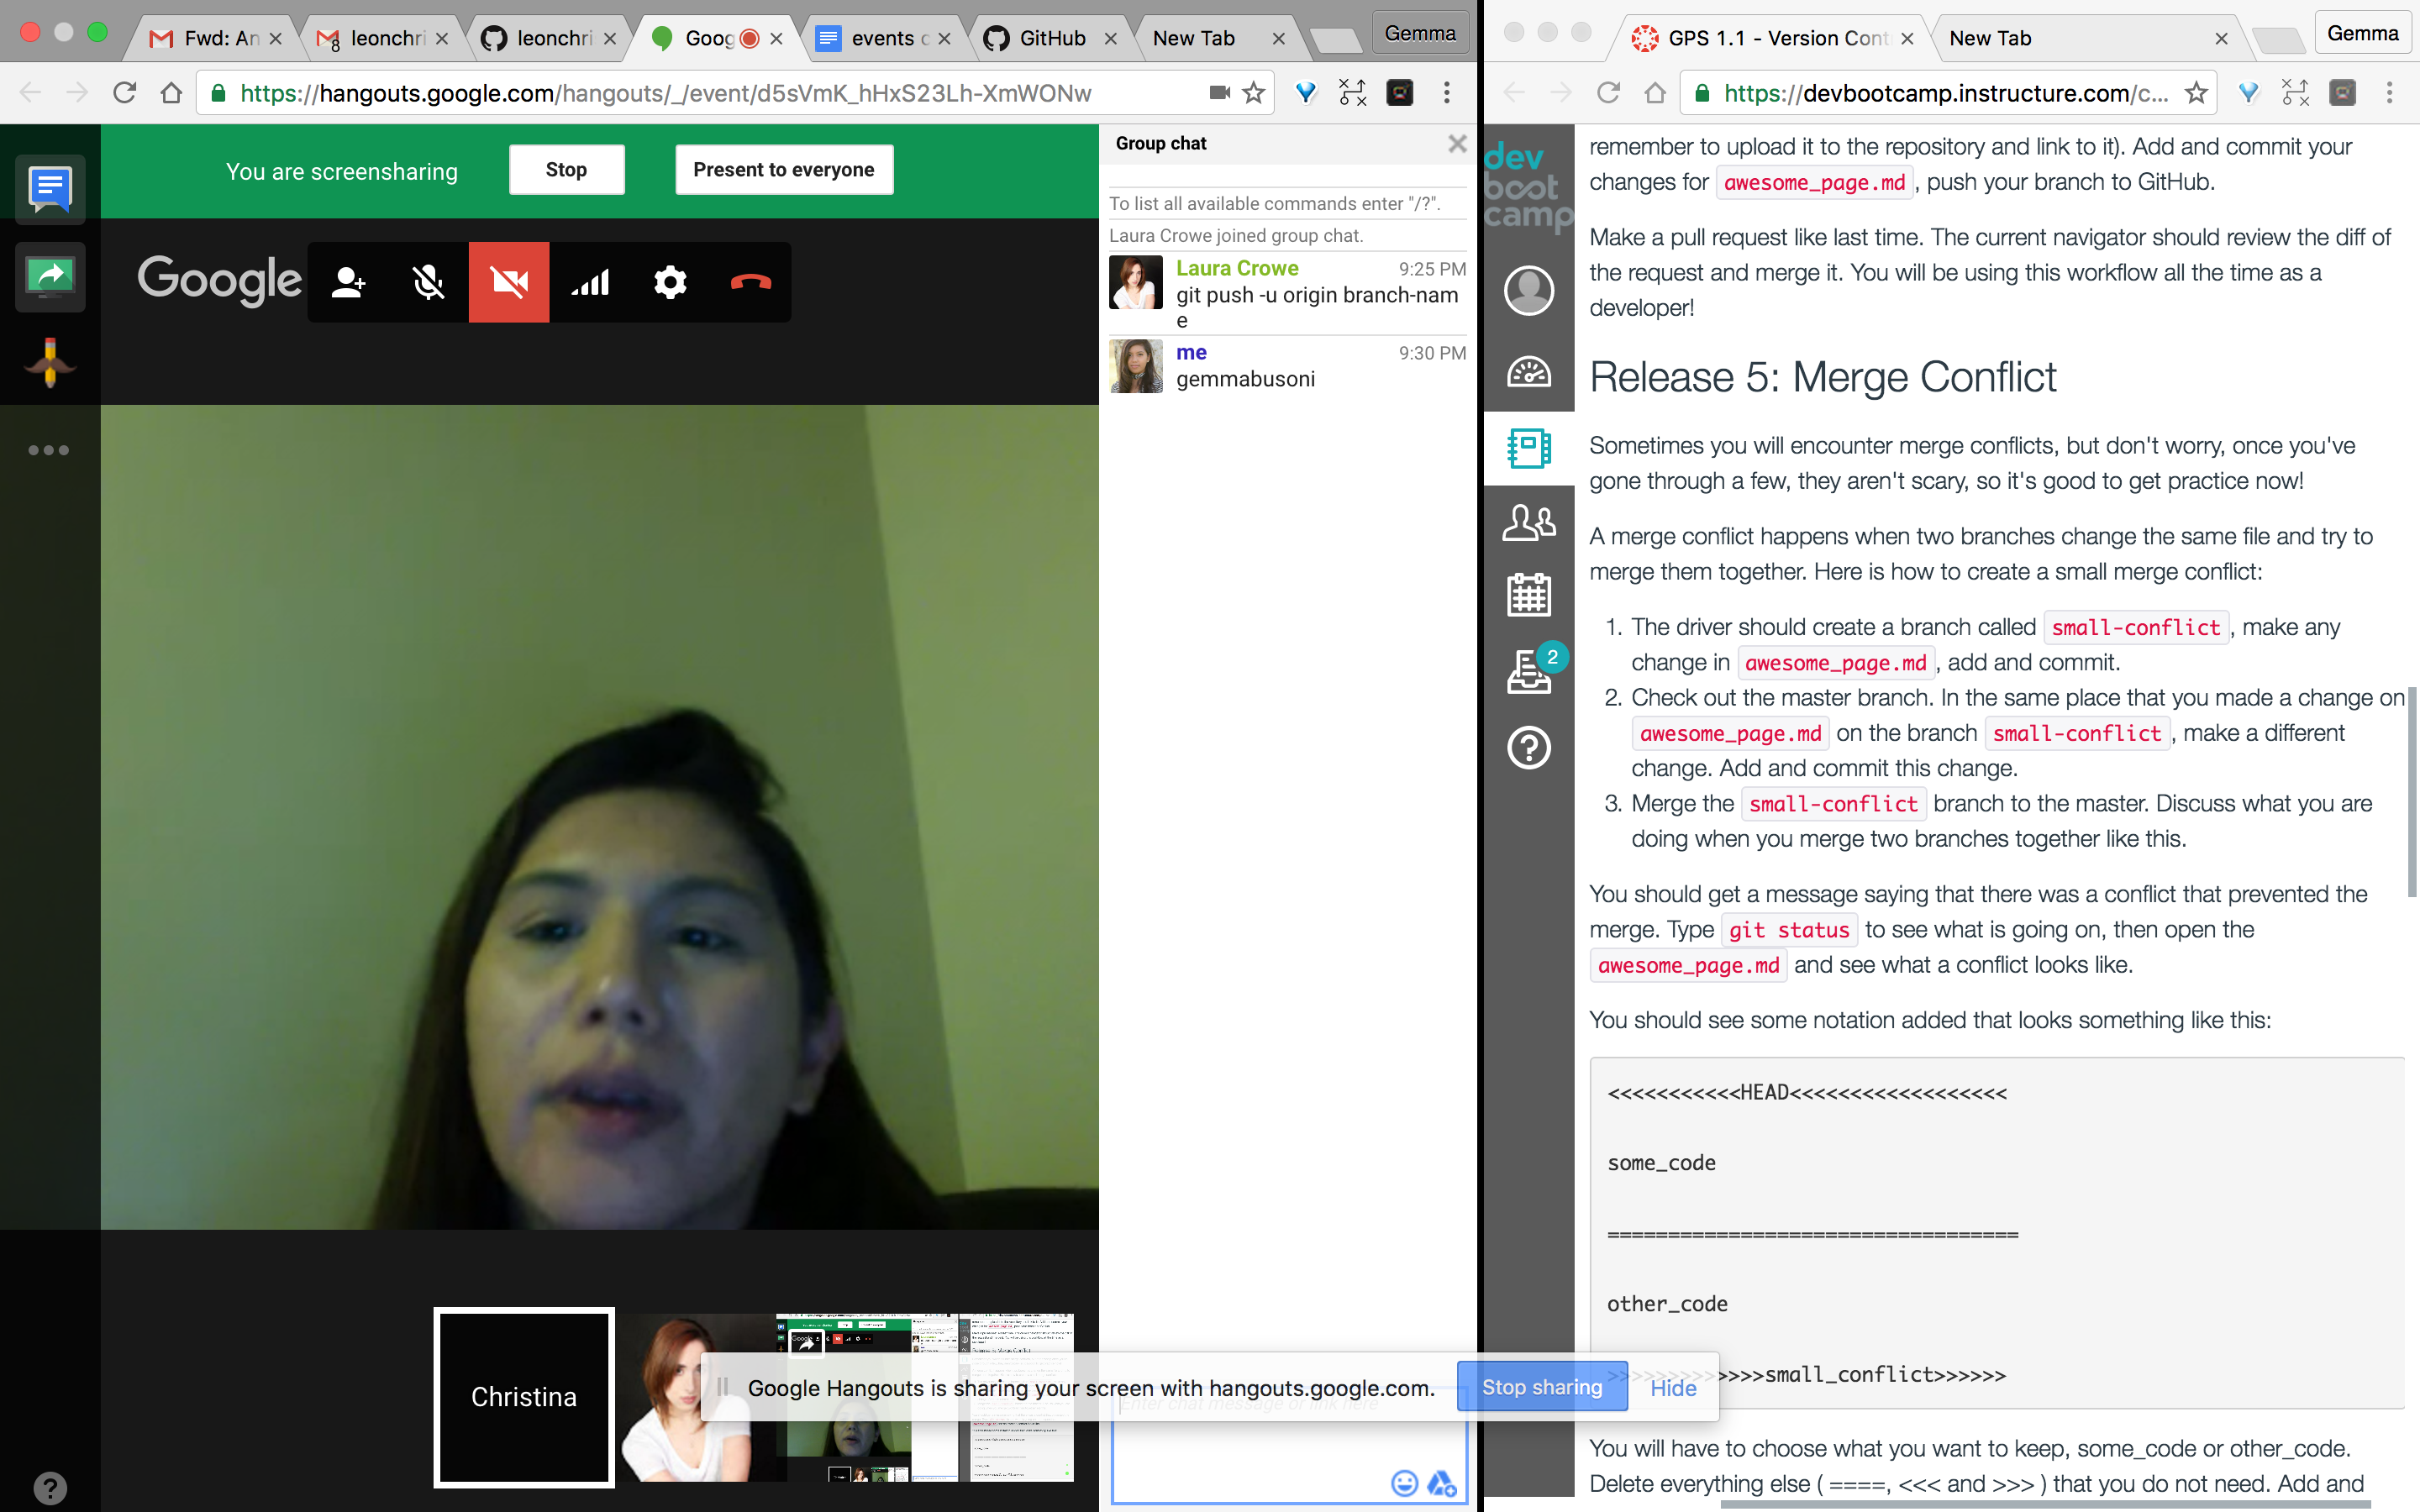 Fwd: An
leonchri
leonchri
Goog
events c
GitHub
New Tab
Gemma
https://hangouts.google.com/hangouts/_/event/d5sVmK_hHxS23Lh-XmWONw
You are screensharing
Stop
Present to everyone
Google
Group chat
To list all available commands enter "/?".
Laura Crowe joined group chat.
Laura Crowe 9:25 PM
git push -u origin branch-nam
e
me 9:30 PM
gemmabusoni
Christina
Google Hangouts is sharing your screen with hangouts.google.com.
Stop sharing
Hide
Enter chat message or link here
GPS 1.1 - Version Cont
New Tab
Gemma
https://devbootcamp.instructure.com/c...
dev
boot
camp
2
remember to upload it to the repository and link to it). Add and commit your
changes for awesome_page.md , push your branch to GitHub.
Make a pull request like last time. The current navigator should review the diff of
the request and merge it. You will be using this workflow all the time as a
developer!
Release 5: Merge Conflict
Sometimes you will encounter merge conflicts, but don't worry, once you've
gone through a few, they aren't scary, so it's good to get practice now!
A merge conflict happens when two branches change the same file and try to
merge them together. Here is how to create a small merge conflict:
1. The driver should create a branch called small-conflict , make any
change in awesome_page.md , add and commit.
2. Check out the master branch. In the same place that you made a change on
awesome_page.md on the branch small-conflict , make a different
change. Add and commit this change.
3. Merge the small-conflict branch to the master. Discuss what you are
doing when you merge two branches together like this.
You should get a message saying that there was a conflict that prevented the
merge. Type git status to see what is going on, then open the
awesome_page.md and see what a conflict looks like.
You should see some notation added that looks something like this:
<<<<<<<<<<<HEAD<<<<<<<<<<<<<<<<<<
some_code
==================================
other_code
>>>>>>>>>>>>>small_conflict>>>>>>
You will have to choose what you want to keep, some_code or other_code.
Delete everything else ( ====, <<< and >>> ) that you do not need. Add and